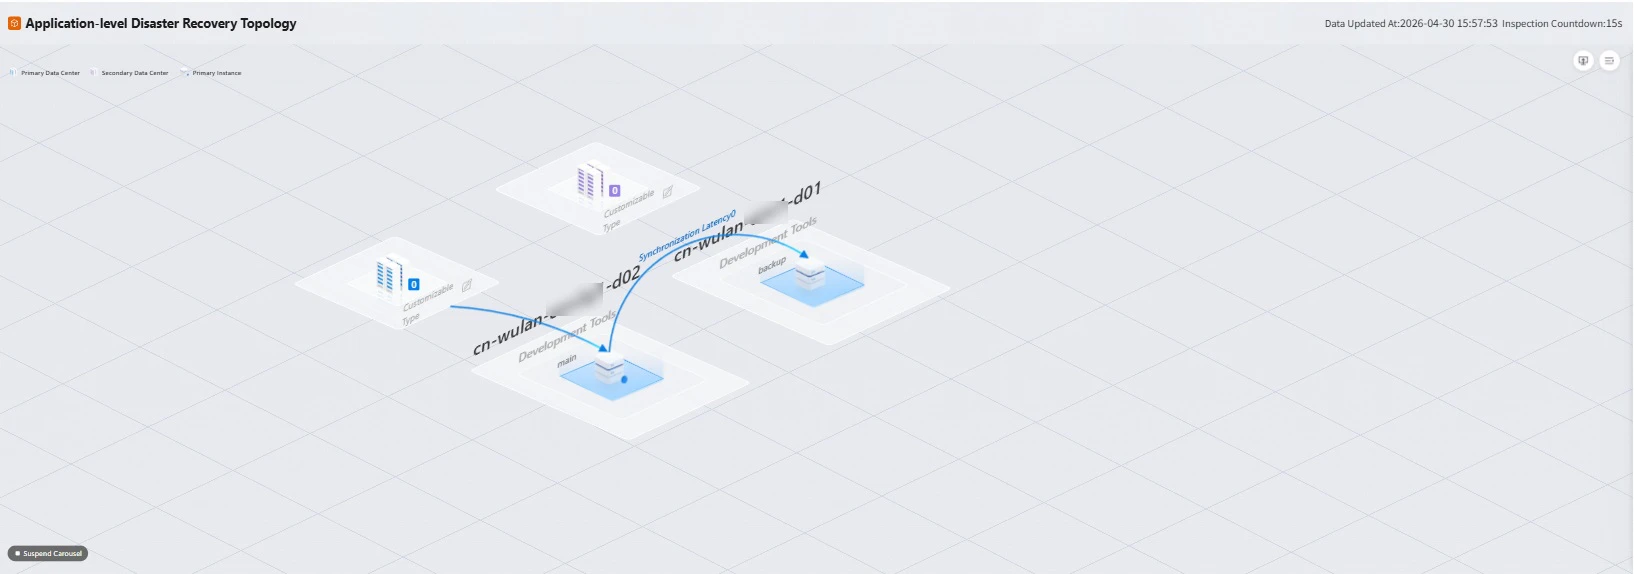 Application-level Disaster Recovery Topology
Data Updated At:2026-04-30 15:57:53 Inspection Countdown:15s
Primary Data Center
Secondary Data Center
Primary Instance
0
Customizable
Type
Synchronization Latency0
cn-wulan- -d01
Development Tools
backup
0
Customizable
Type
cn-wulan- -d02
Development Tools
main
Suspend Carousel